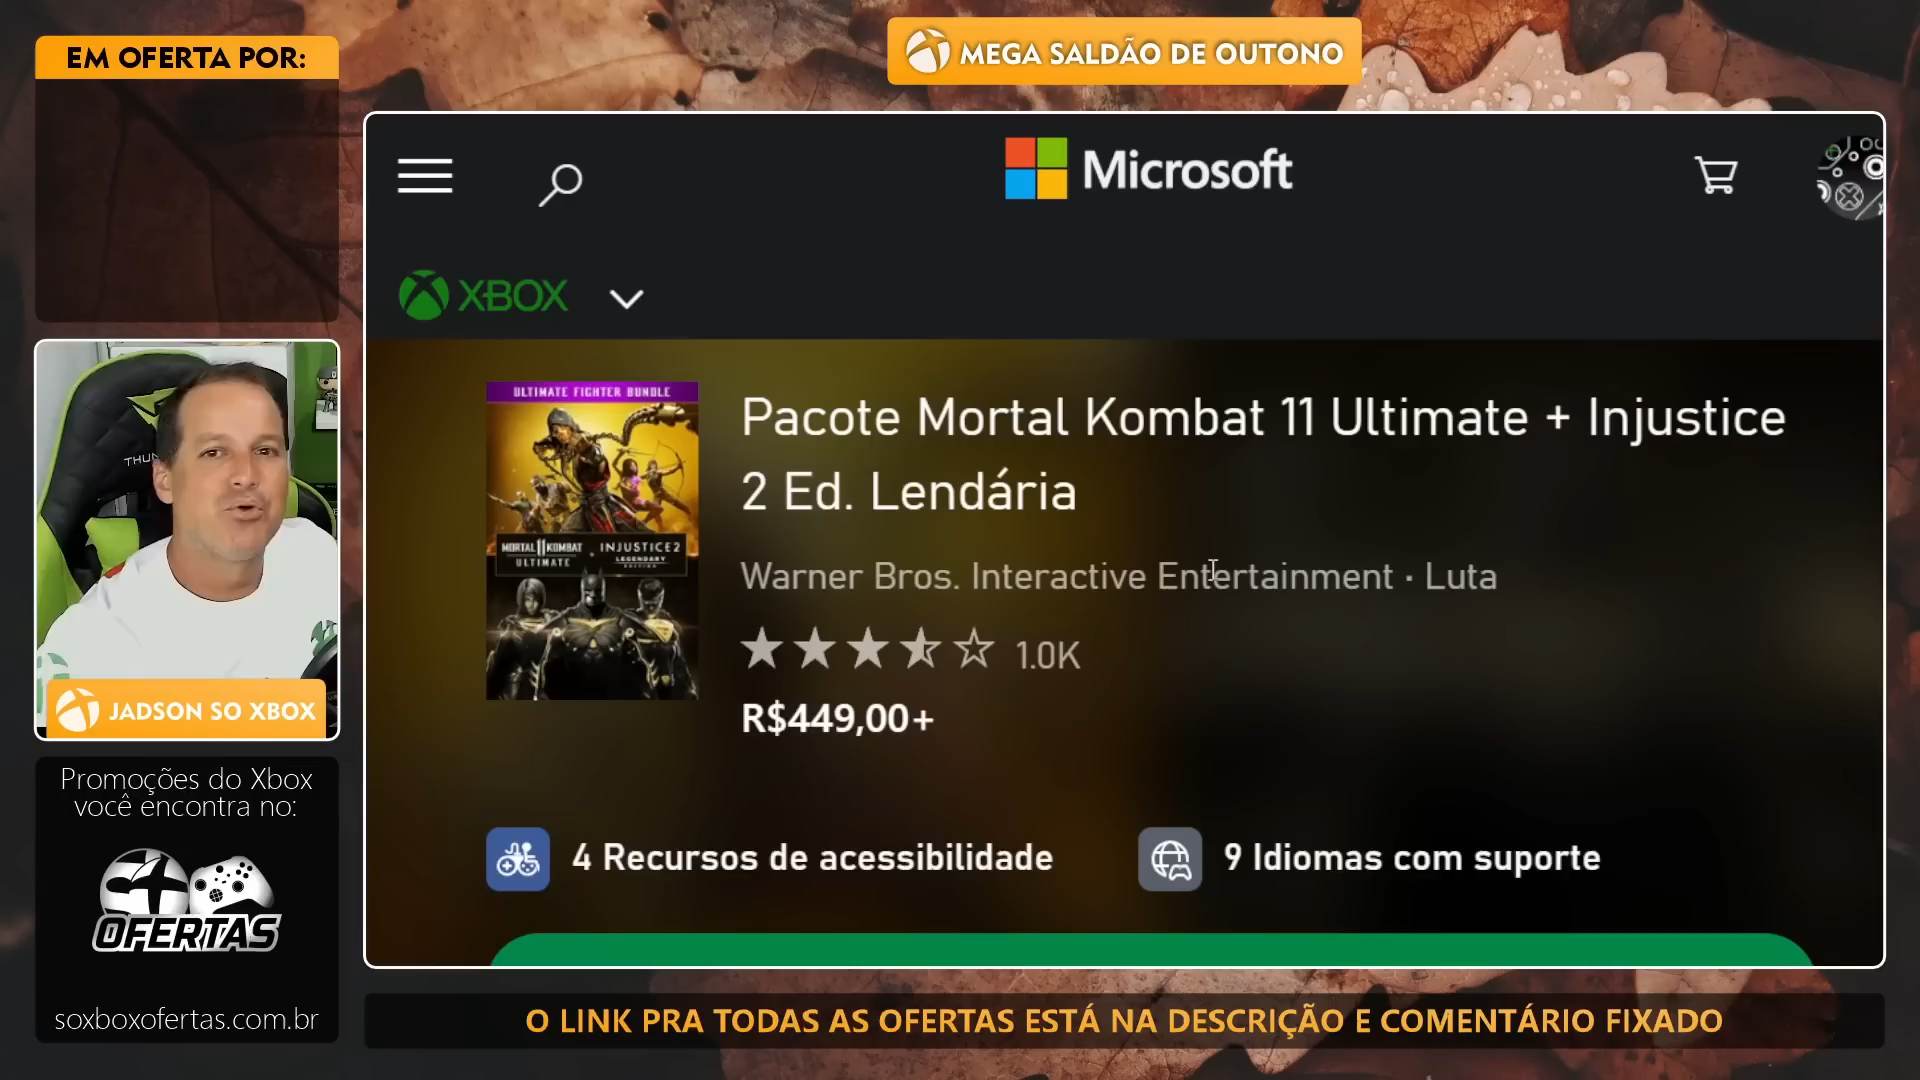 EM OFERTA POR:
MEGA SALDÃO DE OUTONO
Microsoft
XBOX
ULTIMATE FIGHTER BUNDLE
MORTAL KOMBAT 11
ULTIMATE
INJUSTICE 2
LEGENDARY
EDITION
Pacote Mortal Kombat 11 Ultimate + Injustice
2 Ed. Lendária
Warner Bros. Interactive Entertainment · Luta
1.0K
R$449,00+
4 Recursos de acessibilidade
9 Idiomas com suporte
THUN
JADSON SO XBOX
Promoções do Xbox
você encontra no:
OFERTAS
soxboxofertas.com.br
O LINK PRA TODAS AS OFERTAS ESTÁ NA DESCRIÇÃO E COMENTÁRIO FIXADO